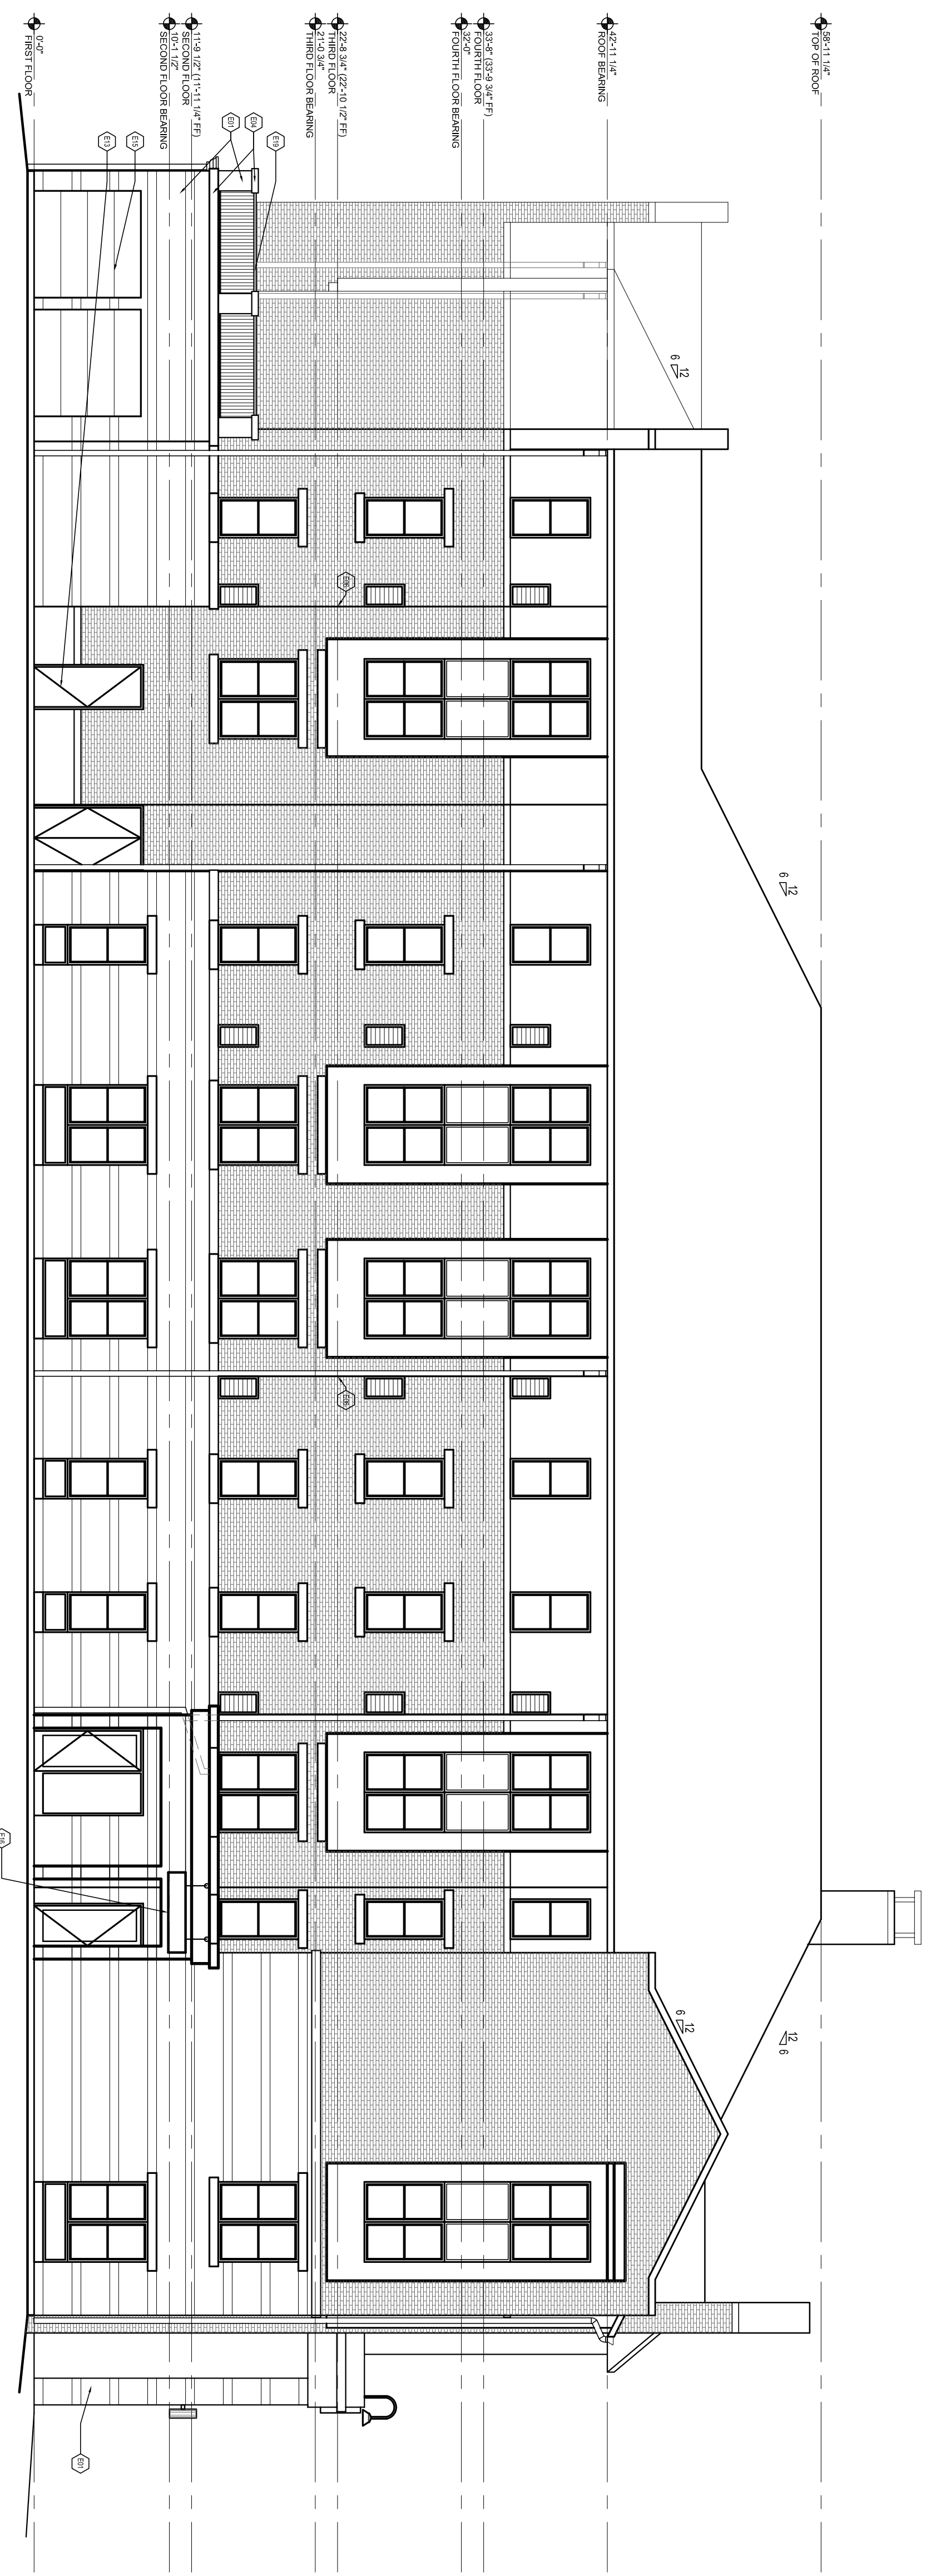 58'-11 1/4"
TOP OF ROOF
42'-11 1/4"
ROOF BEARING
33'-8" (33'-9 3/4" FF)
FOURTH FLOOR
32'-0"
FOURTH FLOOR BEARING
22'-8 3/4" (22'-10 1/2" FF)
THIRD FLOOR
21'-0 3/4"
THIRD FLOOR BEARING
11'-9 1/2" (11'-11 1/4" FF)
SECOND FLOOR
10'-1 1/2"
SECOND FLOOR BEARING
0'-0"
FIRST FLOOR
E19
E04
E01
E15
E13
12
6
E06
12
6
E06
12
6
12
6
E16
E01